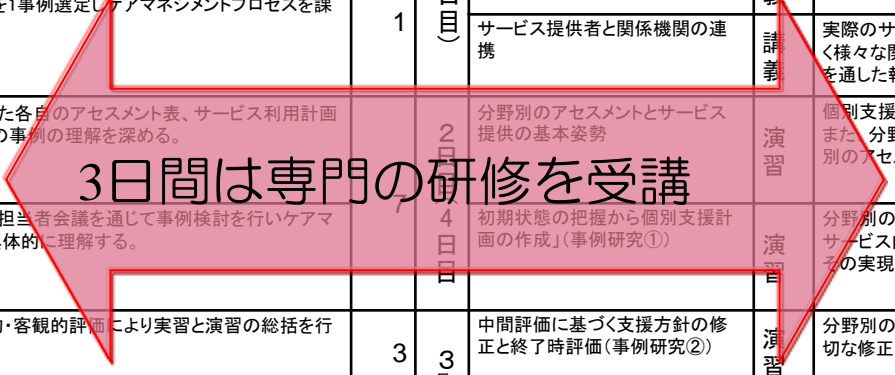 を1事例選定しケアマネジメントプロセスを課
1
日目）
サービス提供者と関係機関の連
携
講義
実際のサ
く様々な関
を通した報
た各自のアセスメント表、サービス利用計画
の事例の理解を深める。
2日目
分野別のアセスメントとサービス
提供の基本姿勢
演習
個別支援
また、分野
別のアセス
3日間は専門の研修を受講
7
担当者会議を通じて事例検討を行いケアマ
体的に理解する。
4日目
初期状態の把握から個別支援計
画の作成」（事例研究①）
演習
分野別の
サービス
その実現
・客観的評価により実習と演習の総括を行
3
3
中間評価に基づく支援方針の修
正と終了時評価（事例研究②）
演習
分野別の
切な修正